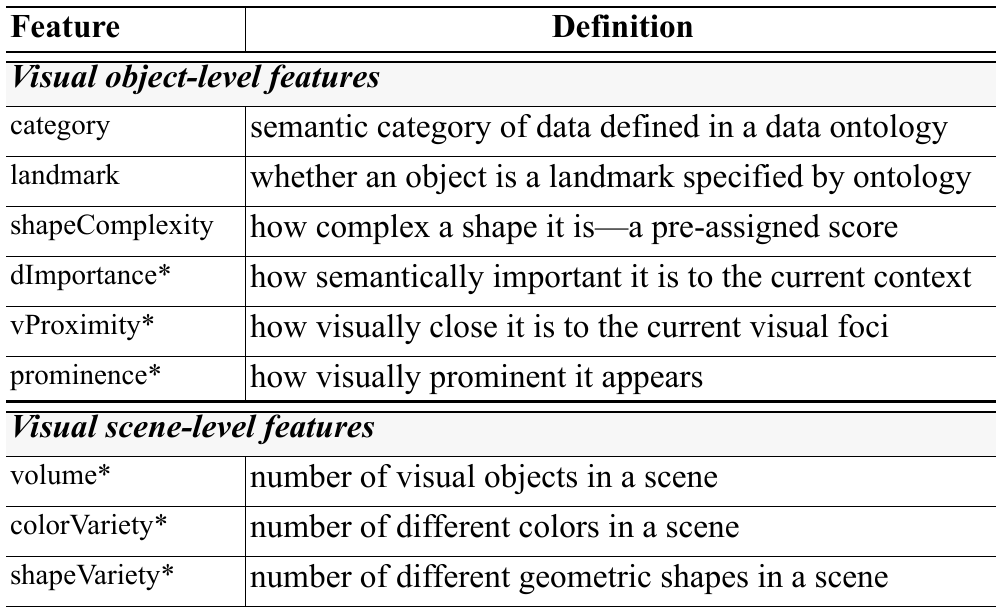 Feature Definition
Visual object-level features
category semantic category of data defined in a data ontology
landmark whether an object is a landmark specified by ontology
shapeComplexity how complex a shape it is—a pre-assigned score
dImportance* how semantically important it is to the current context
vProximity* how visually close it is to the current visual foci
prominence* how visually prominent it appears
Visual scene-level features
volume* number of visual objects in a scene
colorVariety* number of different colors in a scene
shapeVariety* number of different geometric shapes in a scene